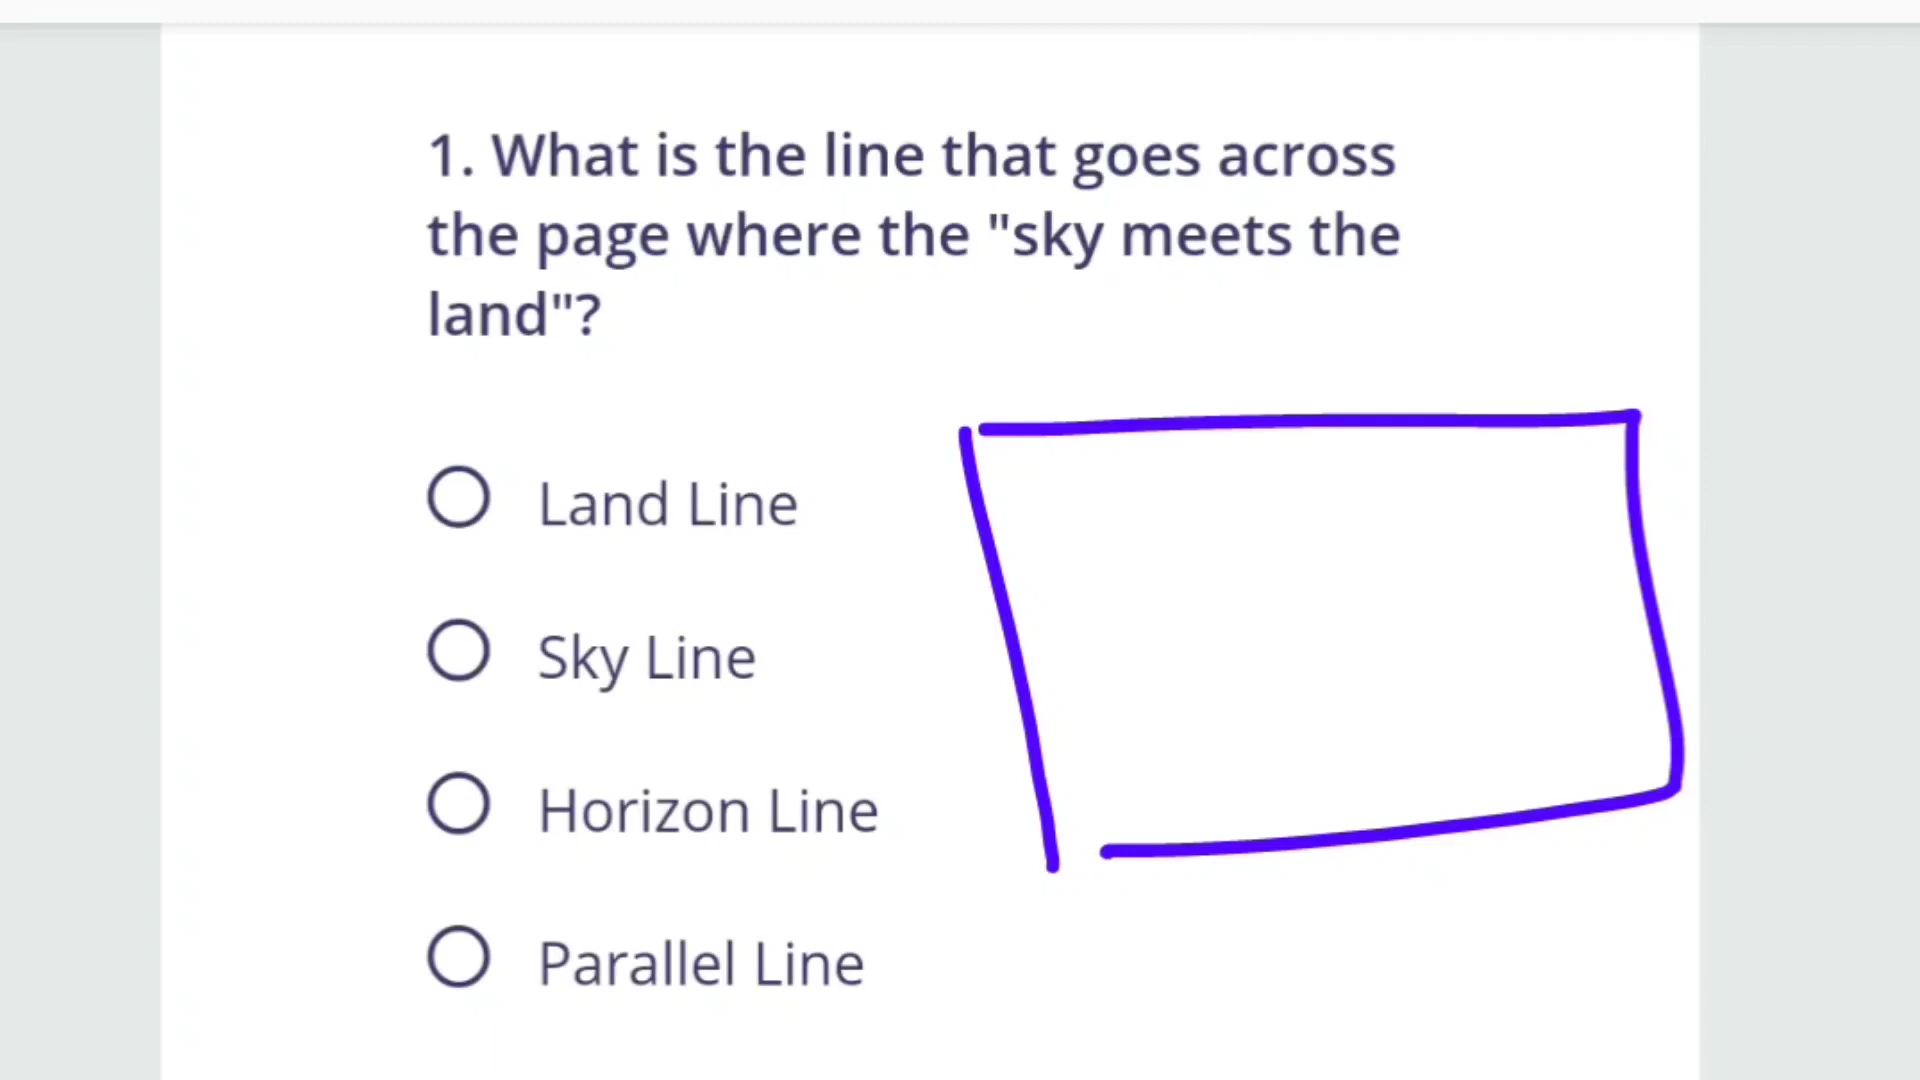 1. What is the line that goes across
the page where the "sky meets the
land"?
Land Line
Sky Line
Horizon Line
Parallel Line